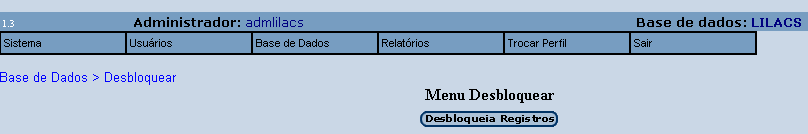 1.3 Administrador: admlilacs Base de dados: LILACS
Sistema Usuários Base de Dados Relatórios Trocar Perfil Sair
Base de Dados > Desbloquear
Menu Desbloquear
Desbloqueia Registros